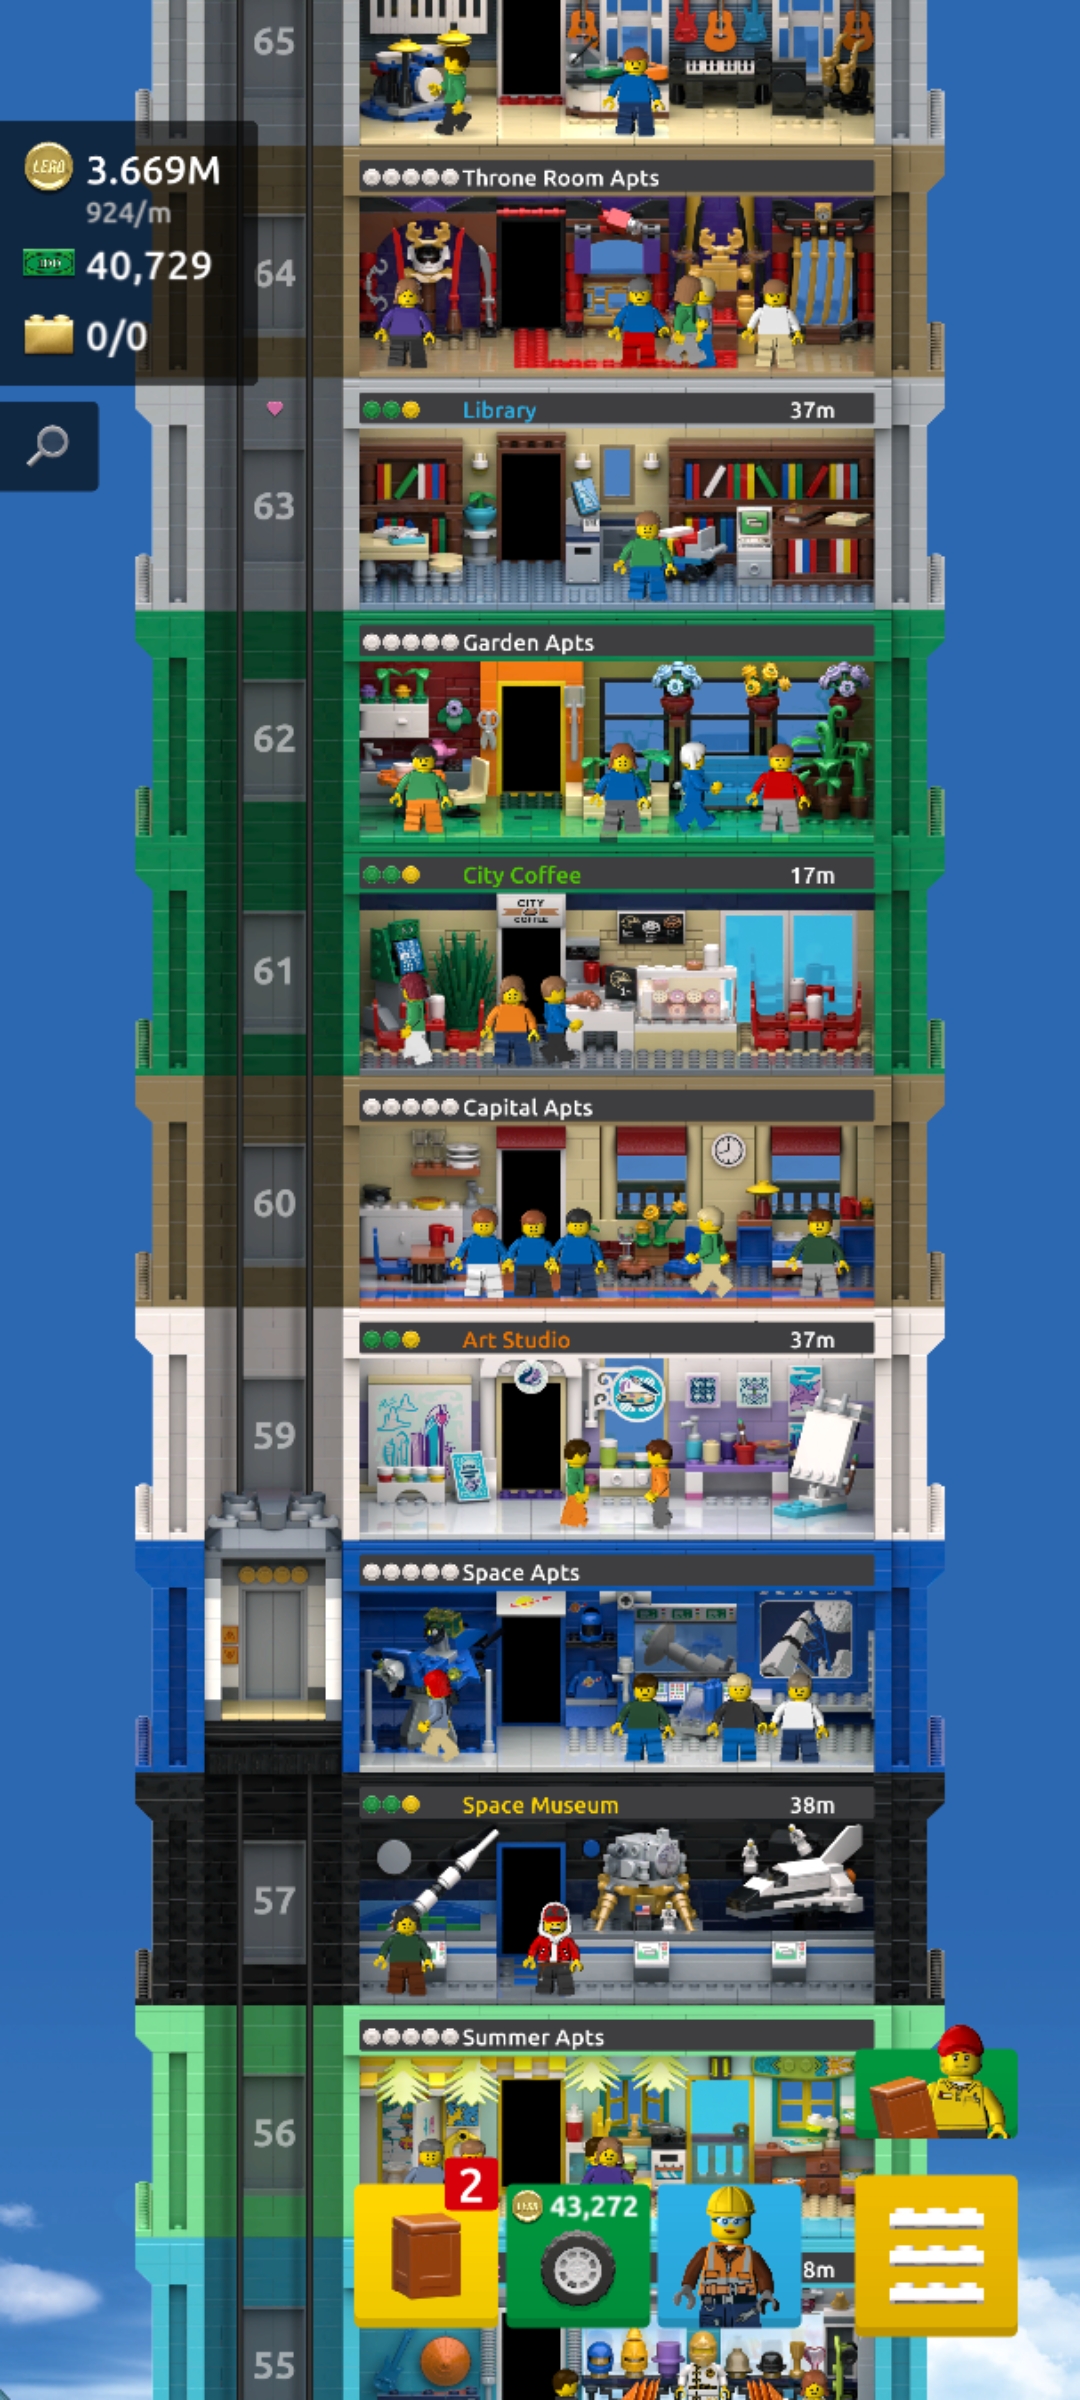 65
LEGO 3.669M
924/m
40,729
0/0
Throne Room Apts
64
Library 37m
63
Garden Apts
62
City Coffee 17m
CITY
COFFEE
61
Capital Apts
60
Art Studio 37m
59
Space Apts
Space Museum 38m
57
Summer Apts
56
2
43,272
8m
55